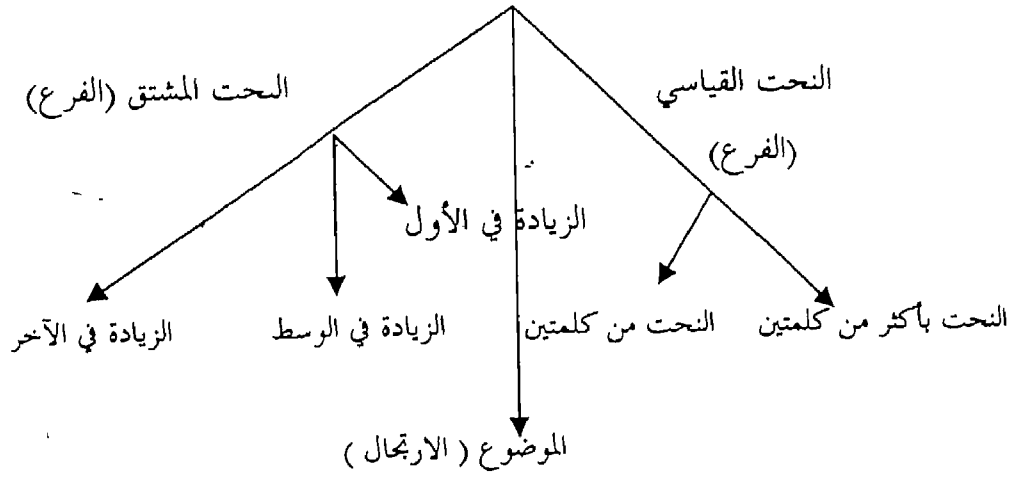 النحت القياسي
النحت المشتق (الفرع)
(الفرع)
الزيادة في الأول
النحت بأكثر من كلمتين
النحت من كلمتين
الزيادة في الوسط
الزيادة في الآخر
الموضوع ( الارتجال )